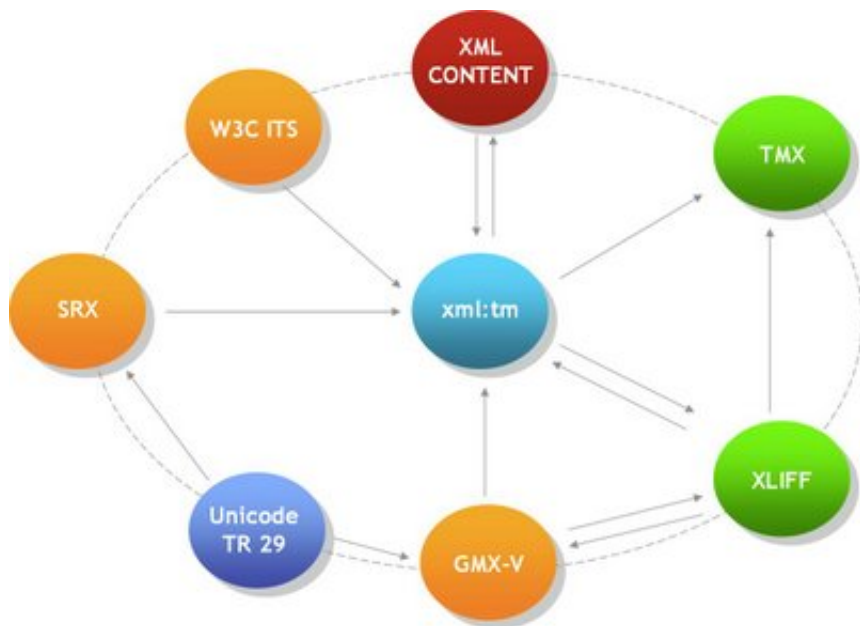 XML
CONTENT
W3C ITS
TMX
SRX
xml:tm
XLIFF
Unicode
TR 29
GMX-V